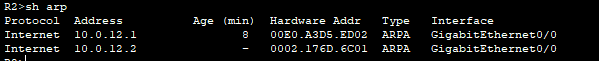 R2>sh arp
Protocol  Address          Age (min)  Hardware Addr   Type   Interface
Internet  10.0.12.1               8   00E0.A3D5.ED02  ARPA   GigabitEthernet0/0
Internet  10.0.12.2               -   0002.176D.6C01  ARPA   GigabitEthernet0/0